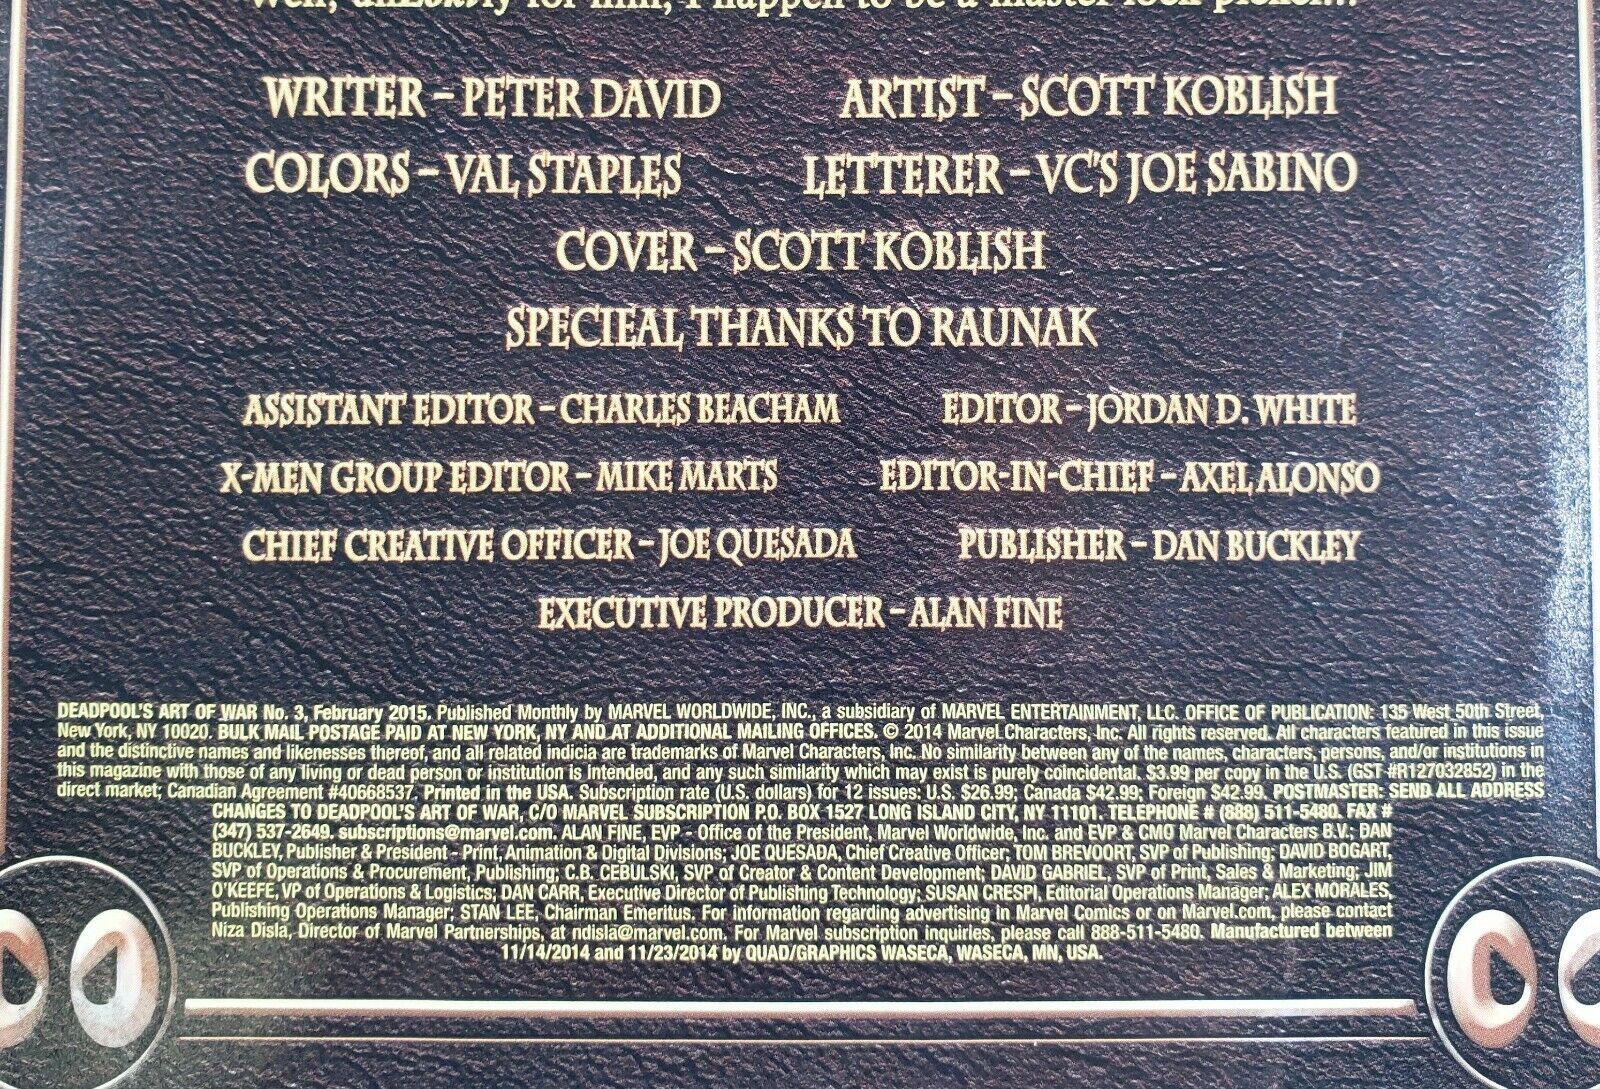 Well, unLoxxly for him, I happen to be a master lock picker...
WRITER – PETER DAVID ARTIST – SCOTT KOBLISH
COLORS – VAL STAPLES LETTERER – VC'S JOE SABINO
COVER – SCOTT KOBLISH
SPECIEAL THANKS TO RAUNAK
ASSISTANT EDITOR – CHARLES BEACHAM EDITOR – JORDAN D. WHITE
X-MEN GROUP EDITOR – MIKE MARTS EDITOR-IN-CHIEF – AXEL ALONSO
CHIEF CREATIVE OFFICER – JOE QUESADA PUBLISHER – DAN BUCKLEY
EXECUTIVE PRODUCER – ALAN FINE
DEADPOOL'S ART OF WAR No. 3, February 2015. Published Monthly by MARVEL WORLDWIDE, INC., a subsidiary of MARVEL ENTERTAINMENT, LLC. OFFICE OF PUBLICATION: 135 West 50th Street,
New York, NY 10020. BULK MAIL POSTAGE PAID AT NEW YORK, NY AND AT ADDITIONAL MAILING OFFICES. © 2014 Marvel Characters, Inc. All rights reserved. All characters featured in this issue
and the distinctive names and likenesses thereof, and all related indicia are trademarks of Marvel Characters, Inc. No similarity between any of the names, characters, persons, and/or institutions in
this magazine with those of any living or dead person or institution is intended, and any such similarity which may exist is purely coincidental. $3.99 per copy in the U.S. (GST #R127032852) in the
direct market; Canadian Agreement #40668537. Printed in the USA. Subscription rate (U.S. dollars) for 12 issues: U.S. $26.99; Canada $42.99; Foreign $42.99. POSTMASTER: SEND ALL ADDRESS
CHANGES TO DEADPOOL'S ART OF WAR, C/O MARVEL SUBSCRIPTION P.O. BOX 1527 LONG ISLAND CITY, NY 11101. TELEPHONE # (888) 511-5480. FAX #
(347) 537-2649. subscriptions@marvel.com. ALAN FINE, EVP - Office of the President, Marvel Worldwide, Inc. and EVP & CMO Marvel Characters B.V.; DAN
BUCKLEY, Publisher & President - Print, Animation & Digital Divisions; JOE QUESADA, Chief Creative Officer; TOM BREVOORT, SVP of Publishing; DAVID BOGART,
SVP of Operations & Procurement, Publishing; C.B. CEBULSKI, SVP of Creator & Content Development; DAVID GABRIEL, SVP of Print, Sales & Marketing; JIM
O'KEEFE, VP of Operations & Logistics; DAN CARR, Executive Director of Publishing Technology; SUSAN CRESPI, Editorial Operations Manager; ALEX MORALES,
Publishing Operations Manager; STAN LEE, Chairman Emeritus. For information regarding advertising in Marvel Comics or on Marvel.com, please contact
Niza Disla, Director of Marvel Partnerships, at ndisla@marvel.com. For Marvel subscription inquiries, please call 888-511-5480. Manufactured between
11/14/2014 and 11/23/2014 by QUAD/GRAPHICS WASECA, WASECA, MN, USA.